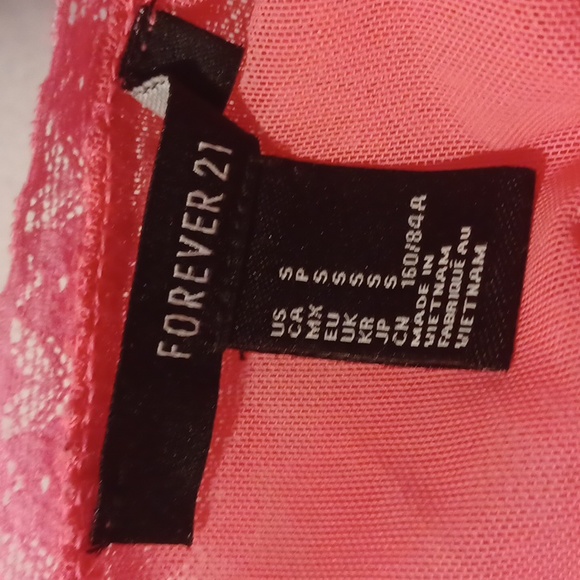 FOREVER 21
US S
CA P
MX S
EU S
UK S
KR S
JP S
CN 160/84A
MADE IN
VIETNAM
FABRIQUÉ AU
VIETNAM